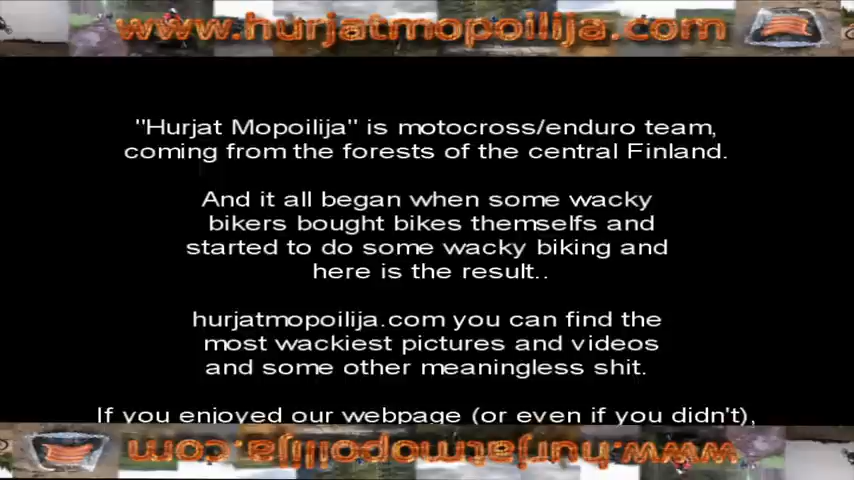 www.hurjatmopoilija.com
"Hurjat Mopoilija" is motocross/enduro team,
coming from the forests of the central Finland.
And it all began when some wacky
bikers bought bikes themselfs and
started to do some wacky biking and
here is the result..
hurjatmopoilija.com you can find the
most wackiest pictures and videos
and some other meaningless shit.
If you enjoyed our webpage (or even if you didn't),
www.hurjatmopoilija.com